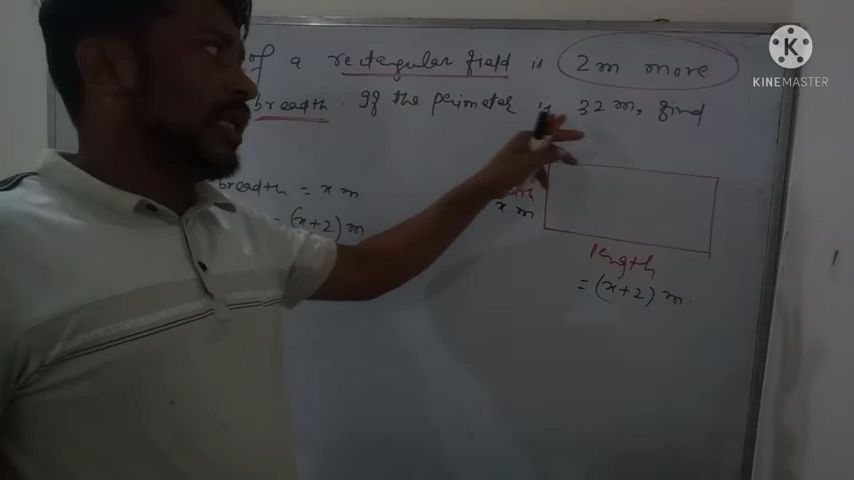 of a rectangular field is 2m more
breadth. If the perimeter is 32 m, find
breadth = x m
= (x+2) m
x m
length
= (x+2) m.
K
KINEMASTER